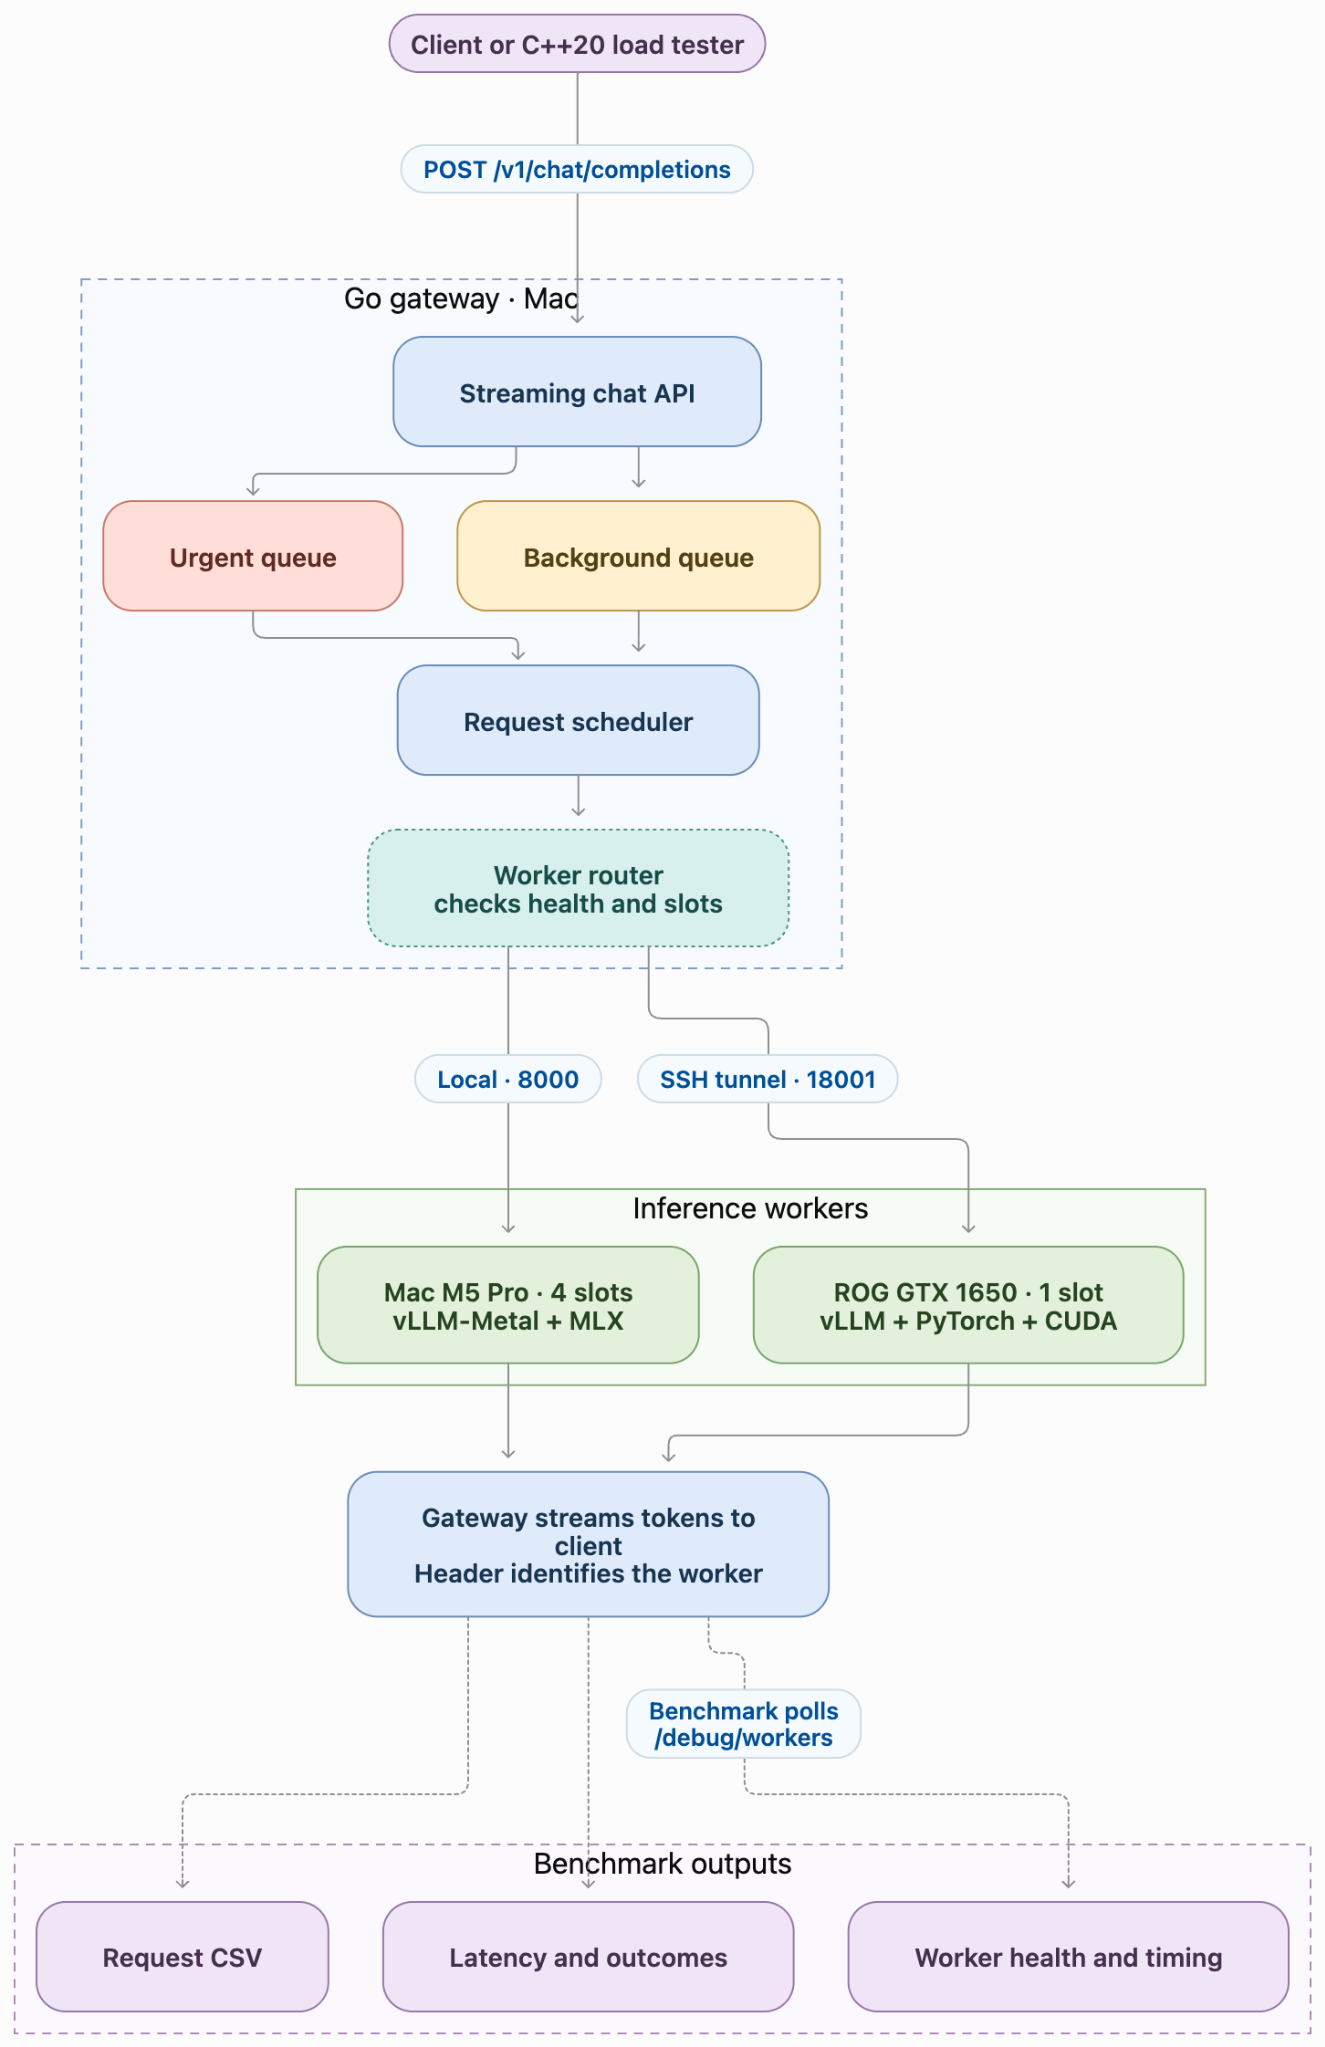 Client or C++20 load tester
POST /v1/chat/completions
Go gateway · Mac
Streaming chat API
Urgent queue
Background queue
Request scheduler
Worker router
checks health and slots
Local · 8000
SSH tunnel · 18001
Inference workers
Mac M5 Pro · 4 slots
vLLM-Metal + MLX
ROG GTX 1650 · 1 slot
vLLM + PyTorch + CUDA
Gateway streams tokens to
client
Header identifies the worker
Benchmark polls
/debug/workers
Benchmark outputs
Request CSV
Latency and outcomes
Worker health and timing